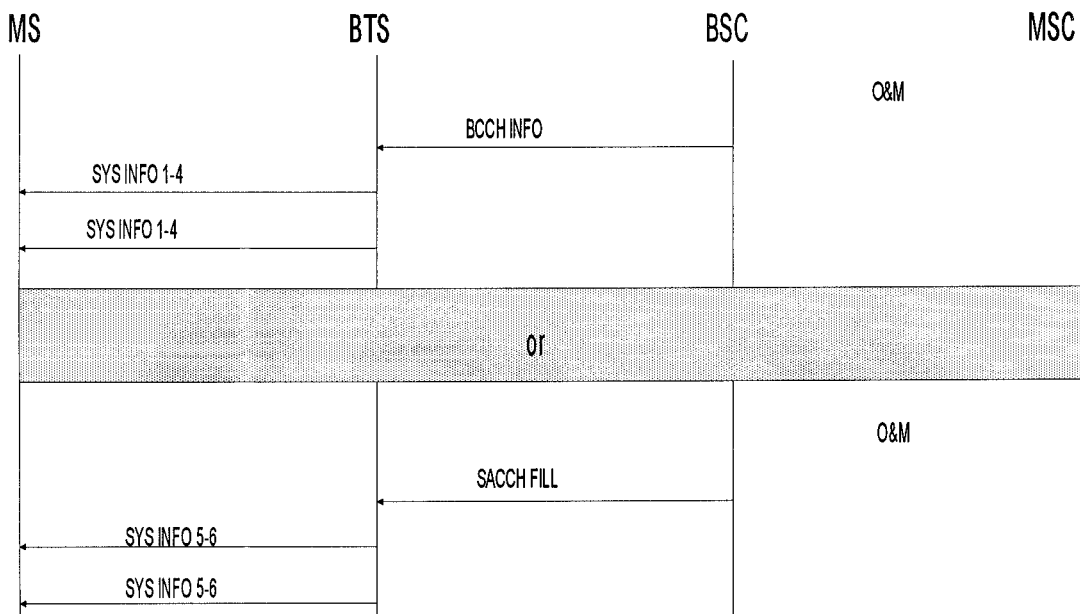 MS BTS BSC MSC
O&M
BCCH INFO
SYS INFO 1-4
SYS INFO 1-4
or
O&M
SACCH FILL
SYS INFO 5-6
SYS INFO 5-6